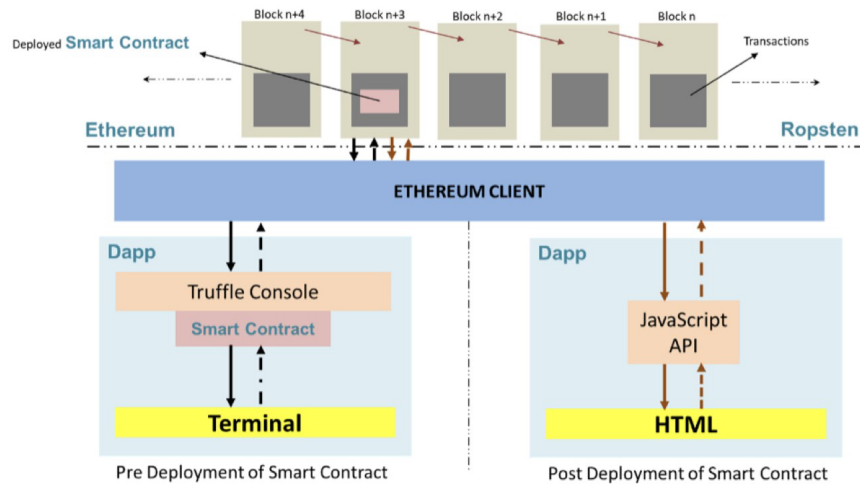 Block n+4
Block n+3
Block n+2
Block n+1
Block n
Deployed Smart Contract
Transactions
Ethereum
Ropsten
ETHEREUM CLIENT
Dapp
Dapp
Truffle Console
Smart Contract
JavaScript
API
Terminal
HTML
Pre Deployment of Smart Contract
Post Deployment of Smart Contract